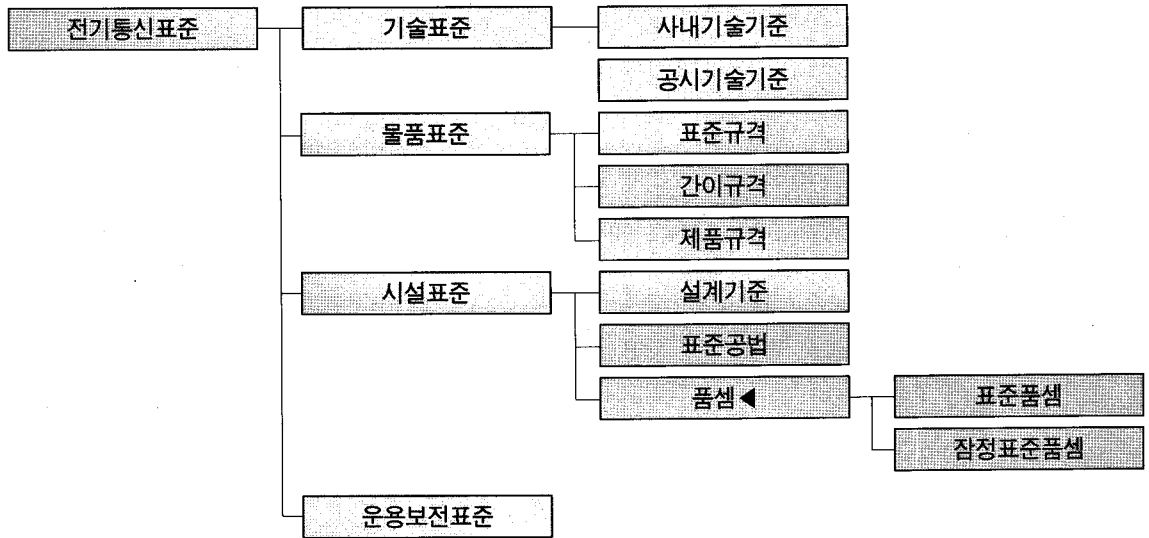 전기통신표준
기술표준
사내기술기준
공시기술기준
물품표준
표준규격
간이규격
제품규격
시설표준
설계기준
표준공법
품셈◀
표준품셈
잠정표준품셈
운용보전표준